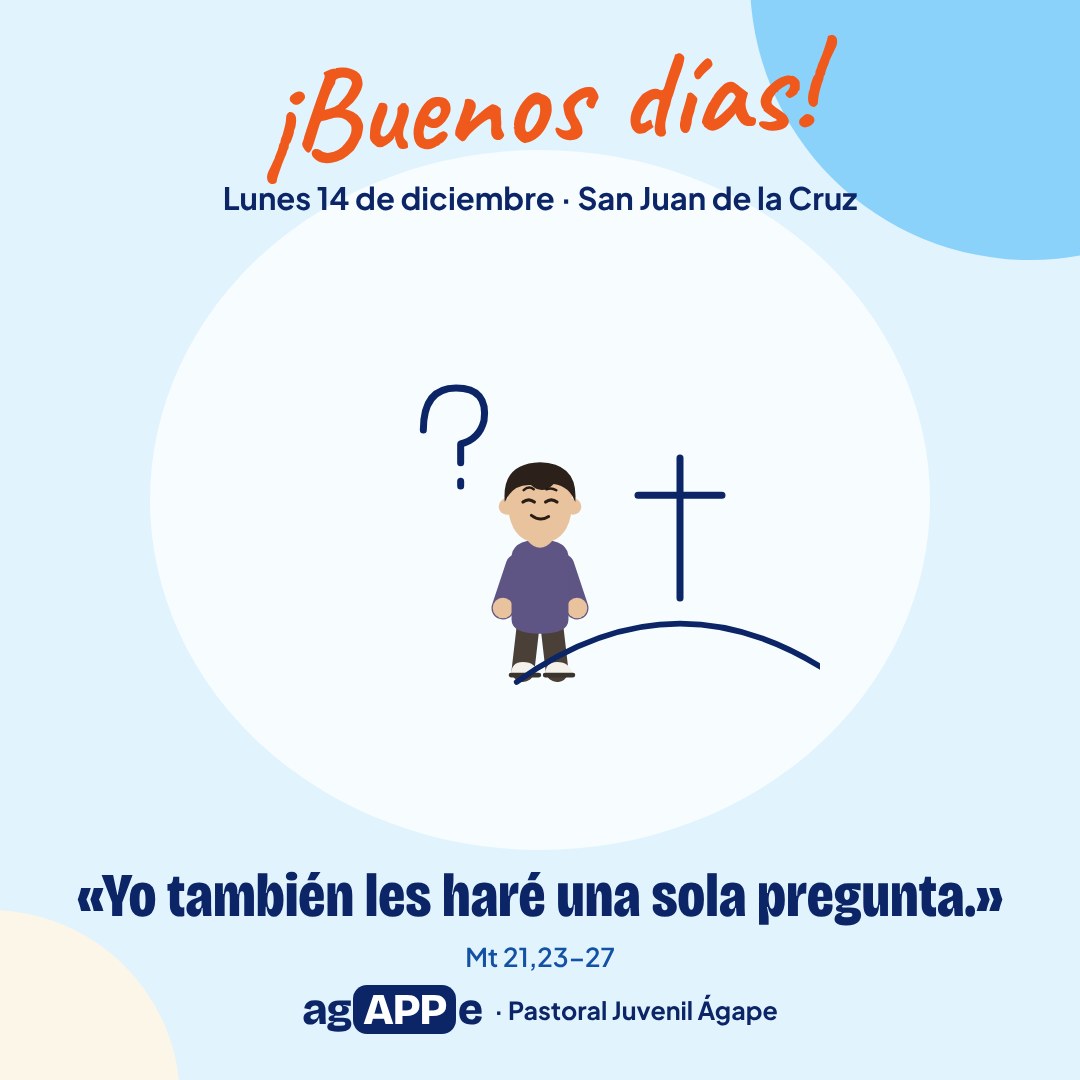 ¡Buenos días!
Lunes 14 de diciembre · San Juan de la Cruz
?
«Yo también les haré una sola pregunta.»
Mt 21,23–27
agAPPe · Pastoral Juvenil Ágape